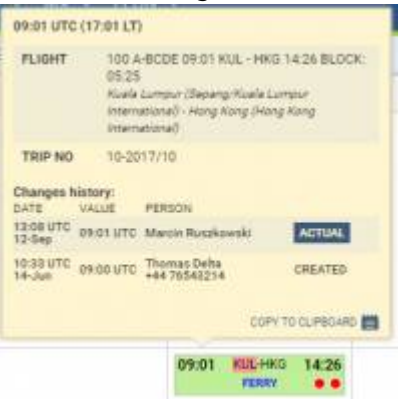 09:01 UTC (17:01 LT)
FLIGHT 100 A-BCDE 09:01 KUL - HKG 14:26 BLOCK:
05:25
Kuala Lumpur (Sepang/Kuala Lumpur
International) - Hong Kong (Hong Kong
International)
TRIP NO 10-2017/10
Changes history:
DATE VALUE PERSON
13:08 UTC
12-Sep 09:01 UTC Marcin Ruszkowski ACTUAL
10:33 UTC
14-Jun 09:00 UTC Thomas Delta
+44 76543214 CREATED
COPY TO CLIPBOARD
09:01 KUL-HKG 14:26
FERRY